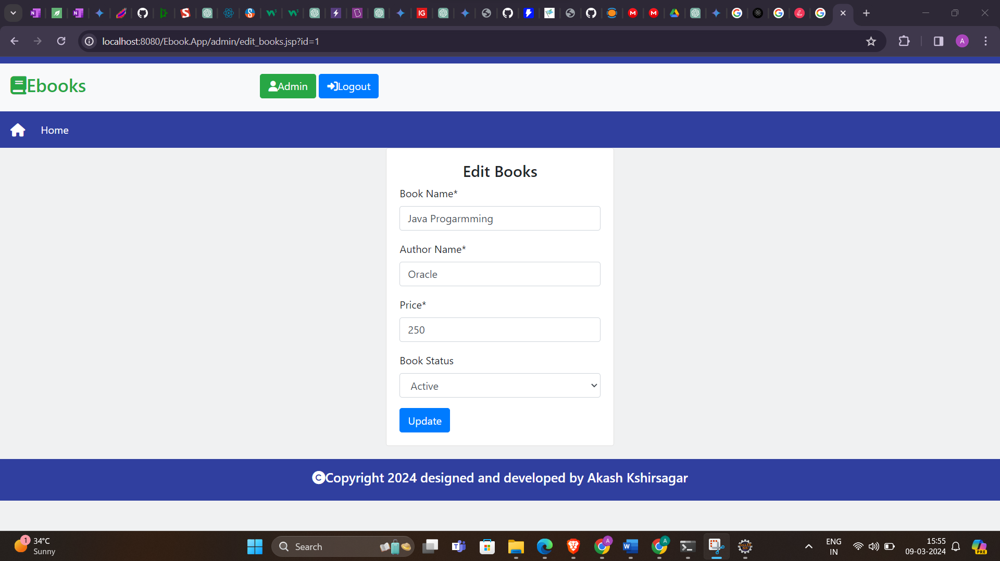 localhost:8080/Ebook.App/admin/edit_books.jsp?id=1
A
Ebooks
Admin
Logout
Home
Edit Books
Book Name*
Java Progarmming
Author Name*
Oracle
Price*
250
Book Status
Active
Update
Copyright 2024 designed and developed by Akash Kshirsagar
1
34°C
Sunny
Search
ENG
IN
15:55
09-03-2024
PRE